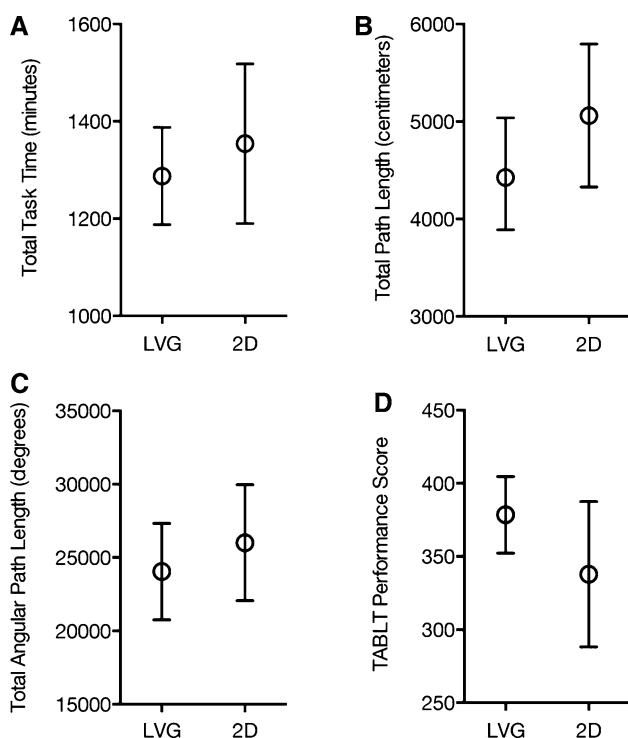 A
Total Task Time (minutes)
1600
1400
1200
1000
LVG 2D
B
Total Path Length (centimeters)
6000
5000
4000
3000
LVG 2D
C
Total Angular Path Length (degrees)
35000
30000
25000
20000
15000
LVG 2D
D
TABLT Performance Score
450
400
350
300
250
LVG 2D